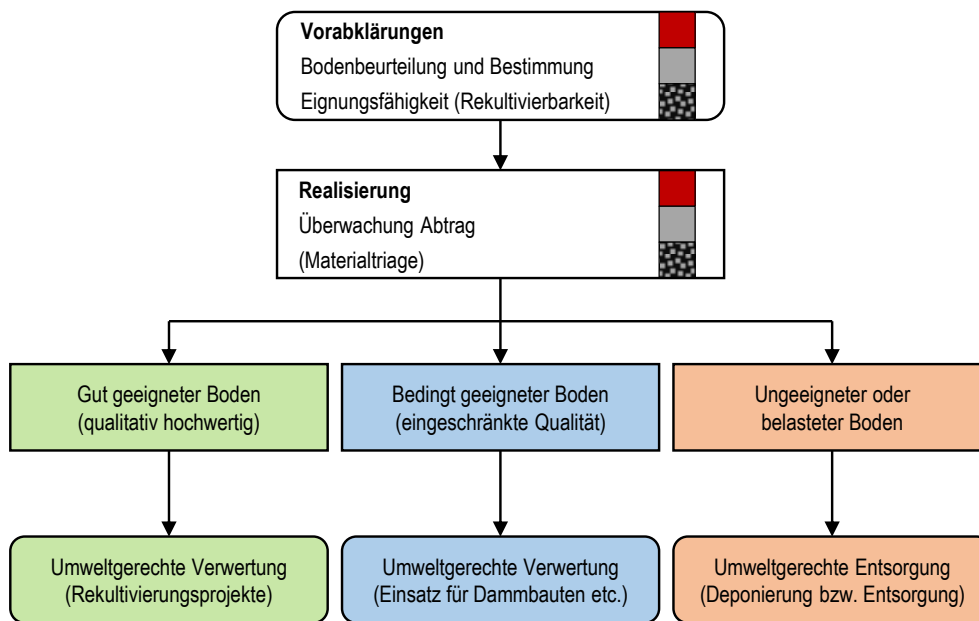 Vorabklärungen
Bodenbeurteilung und Bestimmung
Eignungsfähigkeit (Rekultivierbarkeit)
Realisierung
Überwachung Abtrag
(Materialtriage)
Gut geeigneter Boden
(qualitativ hochwertig)
Bedingt geeigneter Boden
(eingeschränkte Qualität)
Ungeeigneter oder
belasteter Boden
Umweltgerechte Verwertung
(Rekultivierungsprojekte)
Umweltgerechte Verwertung
(Einsatz für Dammbauten etc.)
Umweltgerechte Entsorgung
(Deponierung bzw. Entsorgung)